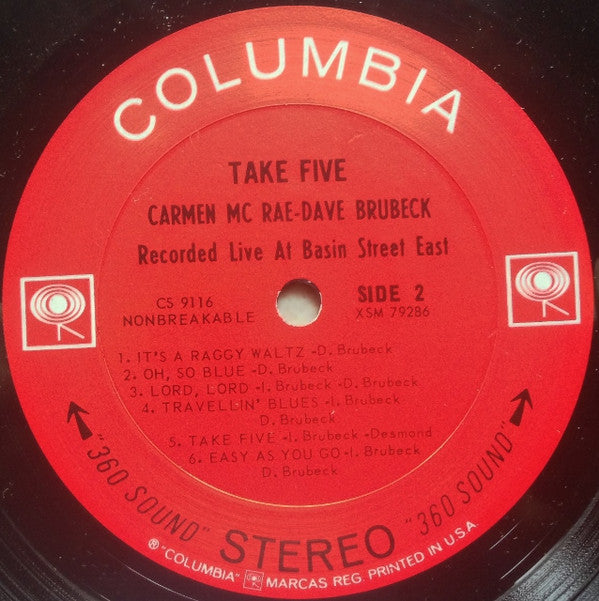 COLUMBIA
TAKE FIVE
CARMEN MC RAE-DAVE BRUBECK
Recorded Live At Basin Street East
CS 9116
NONBREAKABLE
SIDE 2
XSM 79286
1. IT'S A RAGGY WALTZ -D. Brubeck
2. OH, SO BLUE -D. Brubeck
3. LORD, LORD -I. Brubeck -D. Brubeck
4. TRAVELLIN' BLUES -I. Brubeck
D. Brubeck
5. TAKE FIVE -I. Brubeck -Desmond
6. EASY AS YOU GO -I. Brubeck
D. Brubeck
"360 SOUND" STEREO "360 SOUND"
® "COLUMBIA" MARCAS REG. PRINTED IN U.S.A.